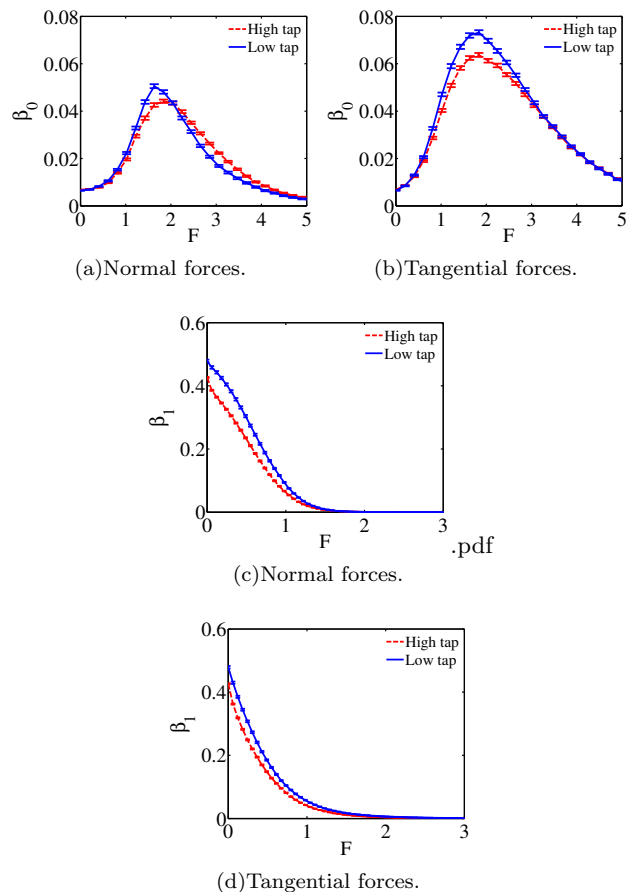 0.08
0.06
0.04
0.02
0
β0
High tap
Low tap
0 1 2 3 4 5
F
(a)Normal forces.
0.08
0.06
0.04
0.02
0
β0
High tap
Low tap
0 1 2 3 4 5
F
(b)Tangential forces.
0.6
0.4
0.2
0
β1
High tap
Low tap
0 1 2 3
F
.pdf
(c)Normal forces.
0.6
0.4
0.2
0
β1
High tap
Low tap
0 1 2 3
F
(d)Tangential forces.